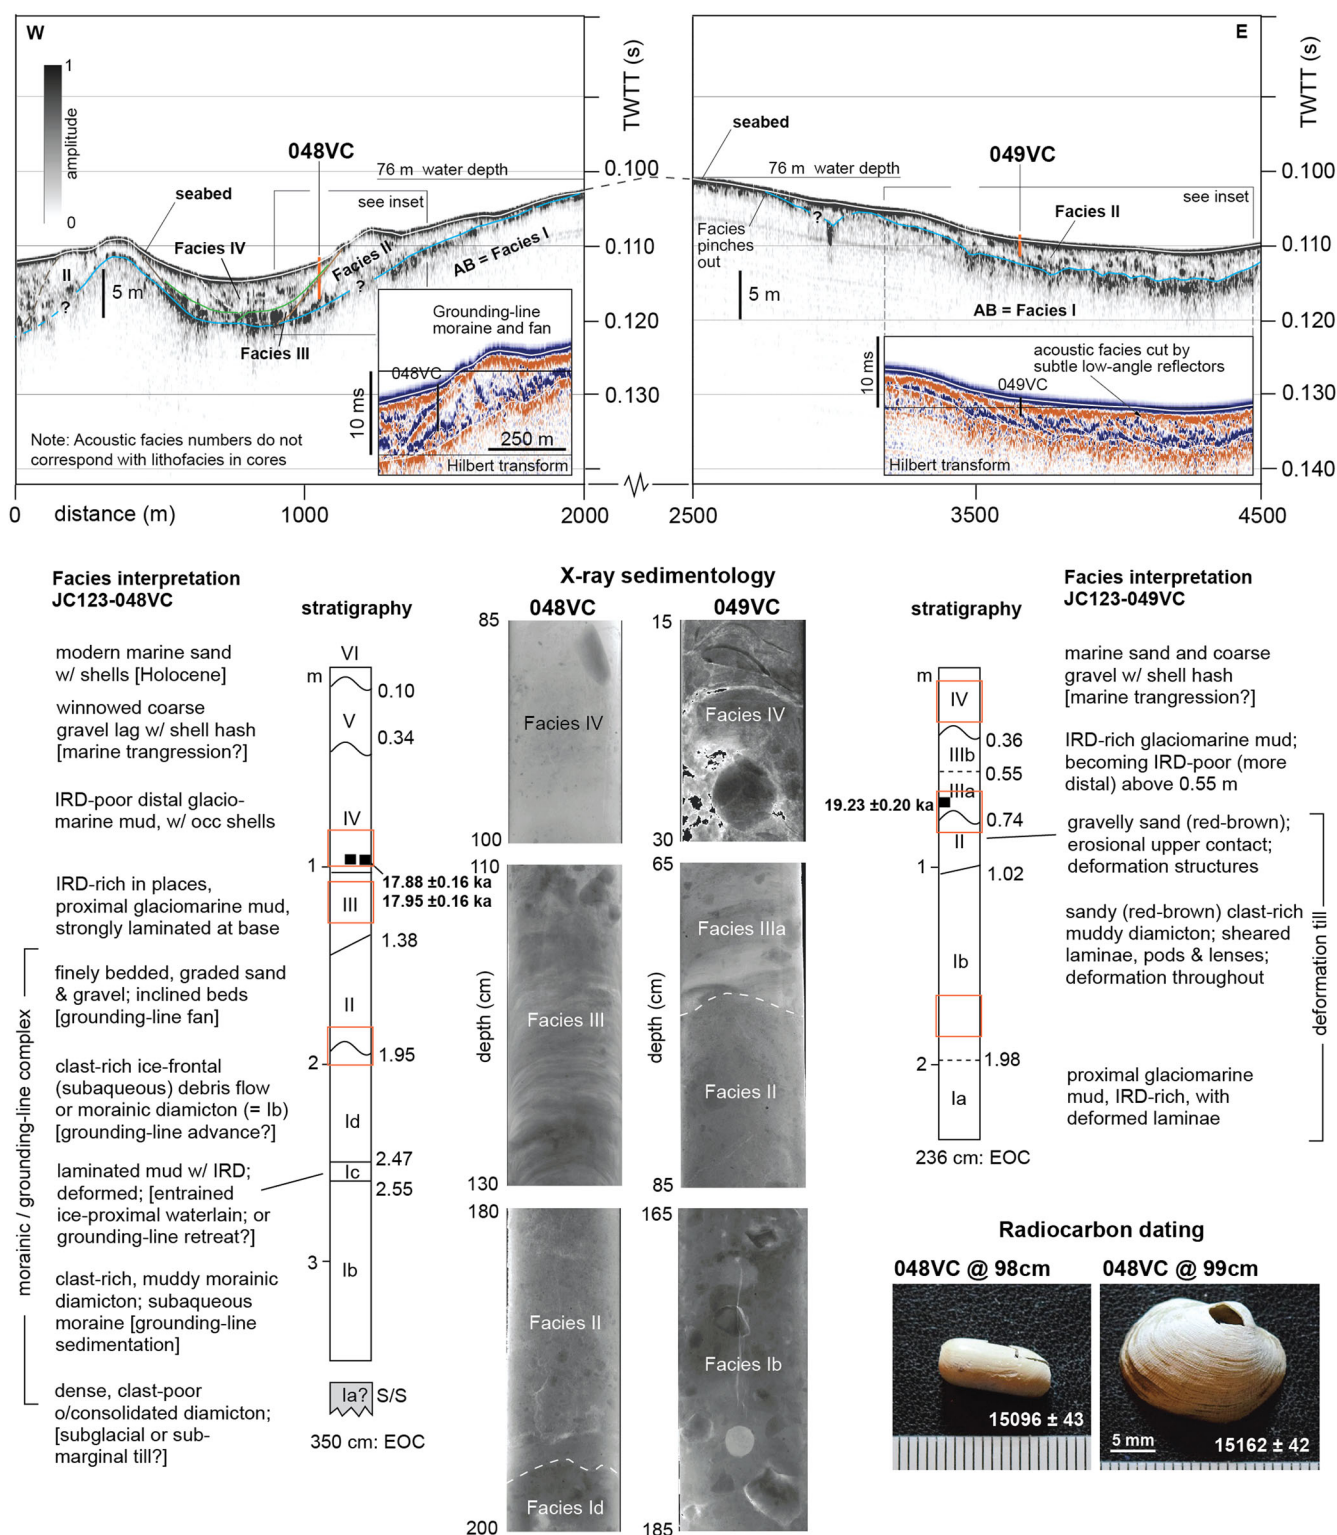 W
1
amplitude
0
seabed
Facies IV
048VC
76 m water depth
see inset
II
?
5 m
Facies II
?
AB = Facies I
Facies III
Grounding-line
moraine and fan
048VC
10 ms
250 m
Hilbert transform
Note: Acoustic facies numbers do not
correspond with lithofacies in cores
TWTT (s)
0.100
0.110
0.120
0.130
0.140
0
distance (m)
1000
2000
E
seabed
76 m water depth
049VC
see inset
Facies II
?
Facies
pinches
out
5 m
AB = Facies I
acoustic facies cut by
subtle low-angle reflectors
049VC
10 ms
Hilbert transform
TWTT (s)
0.100
0.110
0.120
0.130
0.140
2500
3500
4500
Facies interpretation
JC123-048VC
stratigraphy
modern marine sand
w/ shells [Holocene]
winnowed coarse
gravel lag w/ shell hash
[marine trangression?]
IRD-poor distal glacio-
marine mud, w/ occ shells
IRD-rich in places,
proximal glaciomarine mud,
strongly laminated at base
finely bedded, graded sand
& gravel; inclined beds
[grounding-line fan]
clast-rich ice-frontal
(subaqueous) debris flow
or morainic diamicton (= Ib)
[grounding-line advance?]
laminated mud w/ IRD;
deformed; [entrained
ice-proximal waterlain; or
grounding-line retreat?]
clast-rich, muddy morainic
diamicton; subaqueous
moraine [grounding-line
sedimentation]
dense, clast-poor
o/consolidated diamicton;
[subglacial or sub-
marginal till?]
morainic / grounding-line complex
VI
m
0.10
V
0.34
IV
1
17.88 ±0.16 ka
17.95 ±0.16 ka
III
1.38
II
1.95
2
Id
2.47
Ic
2.55
3
Ib
Ia?
S/S
350 cm: EOC
X-ray sedimentology
048VC
049VC
85
Facies IV
100
110
Facies III
depth (cm)
130
180
Facies II
Facies Id
200
15
Facies IV
30
65
Facies IIIa
depth (cm)
Facies II
85
165
Facies Ib
185
stratigraphy
m
IV
0.36
IIIb
0.55
IIIa
19.23 ±0.20 ka
0.74
II
1
1.02
Ib
2
1.98
Ia
236 cm: EOC
Facies interpretation
JC123-049VC
marine sand and coarse
gravel w/ shell hash
[marine trangression?]
IRD-rich glaciomarine mud;
becoming IRD-poor (more
distal) above 0.55 m
gravelly sand (red-brown);
erosional upper contact;
deformation structures
sandy (red-brown) clast-rich
muddy diamicton; sheared
laminae, pods & lenses;
deformation throughout
proximal glaciomarine
mud, IRD-rich, with
deformed laminae
deformation till
Radiocarbon dating
048VC @ 98cm
048VC @ 99cm
15096 ± 43
5 mm
15162 ± 42